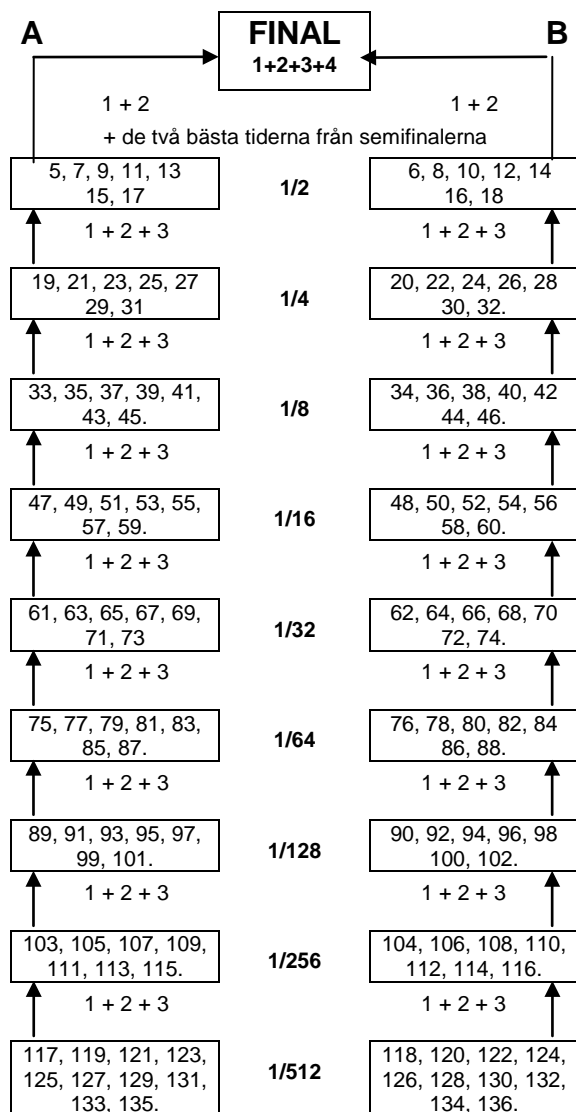 A FINAL B
1+2+3+4
1 + 2 1 + 2
+ de två bästa tiderna från semifinalerna
5, 7, 9, 11, 13
15, 17
1/2
6, 8, 10, 12, 14
16, 18
1 + 2 + 3 1 + 2 + 3
19, 21, 23, 25, 27
29, 31
1/4
20, 22, 24, 26, 28
30, 32.
1 + 2 + 3 1 + 2 + 3
33, 35, 37, 39, 41,
43, 45.
1/8
34, 36, 38, 40, 42
44, 46.
1 + 2 + 3 1 + 2 + 3
47, 49, 51, 53, 55,
57, 59.
1/16
48, 50, 52, 54, 56
58, 60.
1 + 2 + 3 1 + 2 + 3
61, 63, 65, 67, 69,
71, 73
1/32
62, 64, 66, 68, 70
72, 74.
1 + 2 + 3 1 + 2 + 3
75, 77, 79, 81, 83,
85, 87.
1/64
76, 78, 80, 82, 84
86, 88.
1 + 2 + 3 1 + 2 + 3
89, 91, 93, 95, 97,
99, 101.
1/128
90, 92, 94, 96, 98
100, 102.
1 + 2 + 3 1 + 2 + 3
103, 105, 107, 109,
111, 113, 115.
1/256
104, 106, 108, 110,
112, 114, 116.
1 + 2 + 3 1 + 2 + 3
117, 119, 121, 123,
125, 127, 129, 131,
133, 135.
1/512
118, 120, 122, 124,
126, 128, 130, 132,
134, 136.